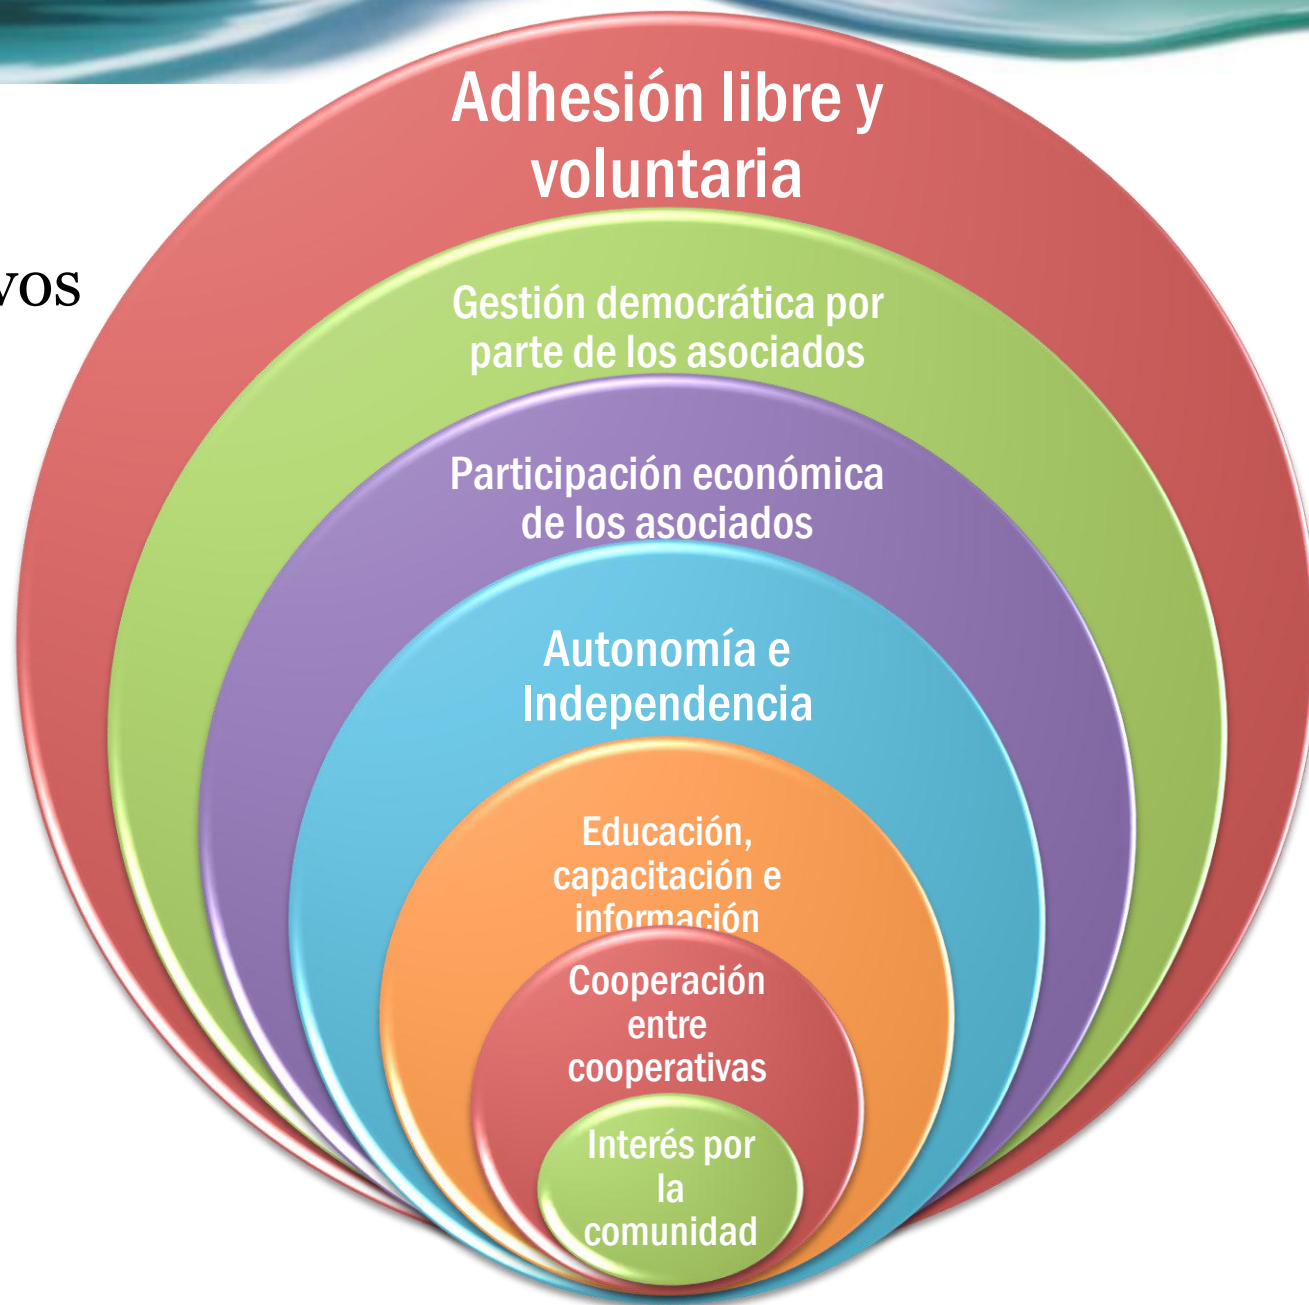 Adhesión libre y
voluntaria
Gestión democrática por
parte de los asociados
Participación económica
de los asociados
Autonomía e
Independencia
Educación,
capacitación e
información
Cooperación
entre
cooperativas
Interés por
la
comunidad